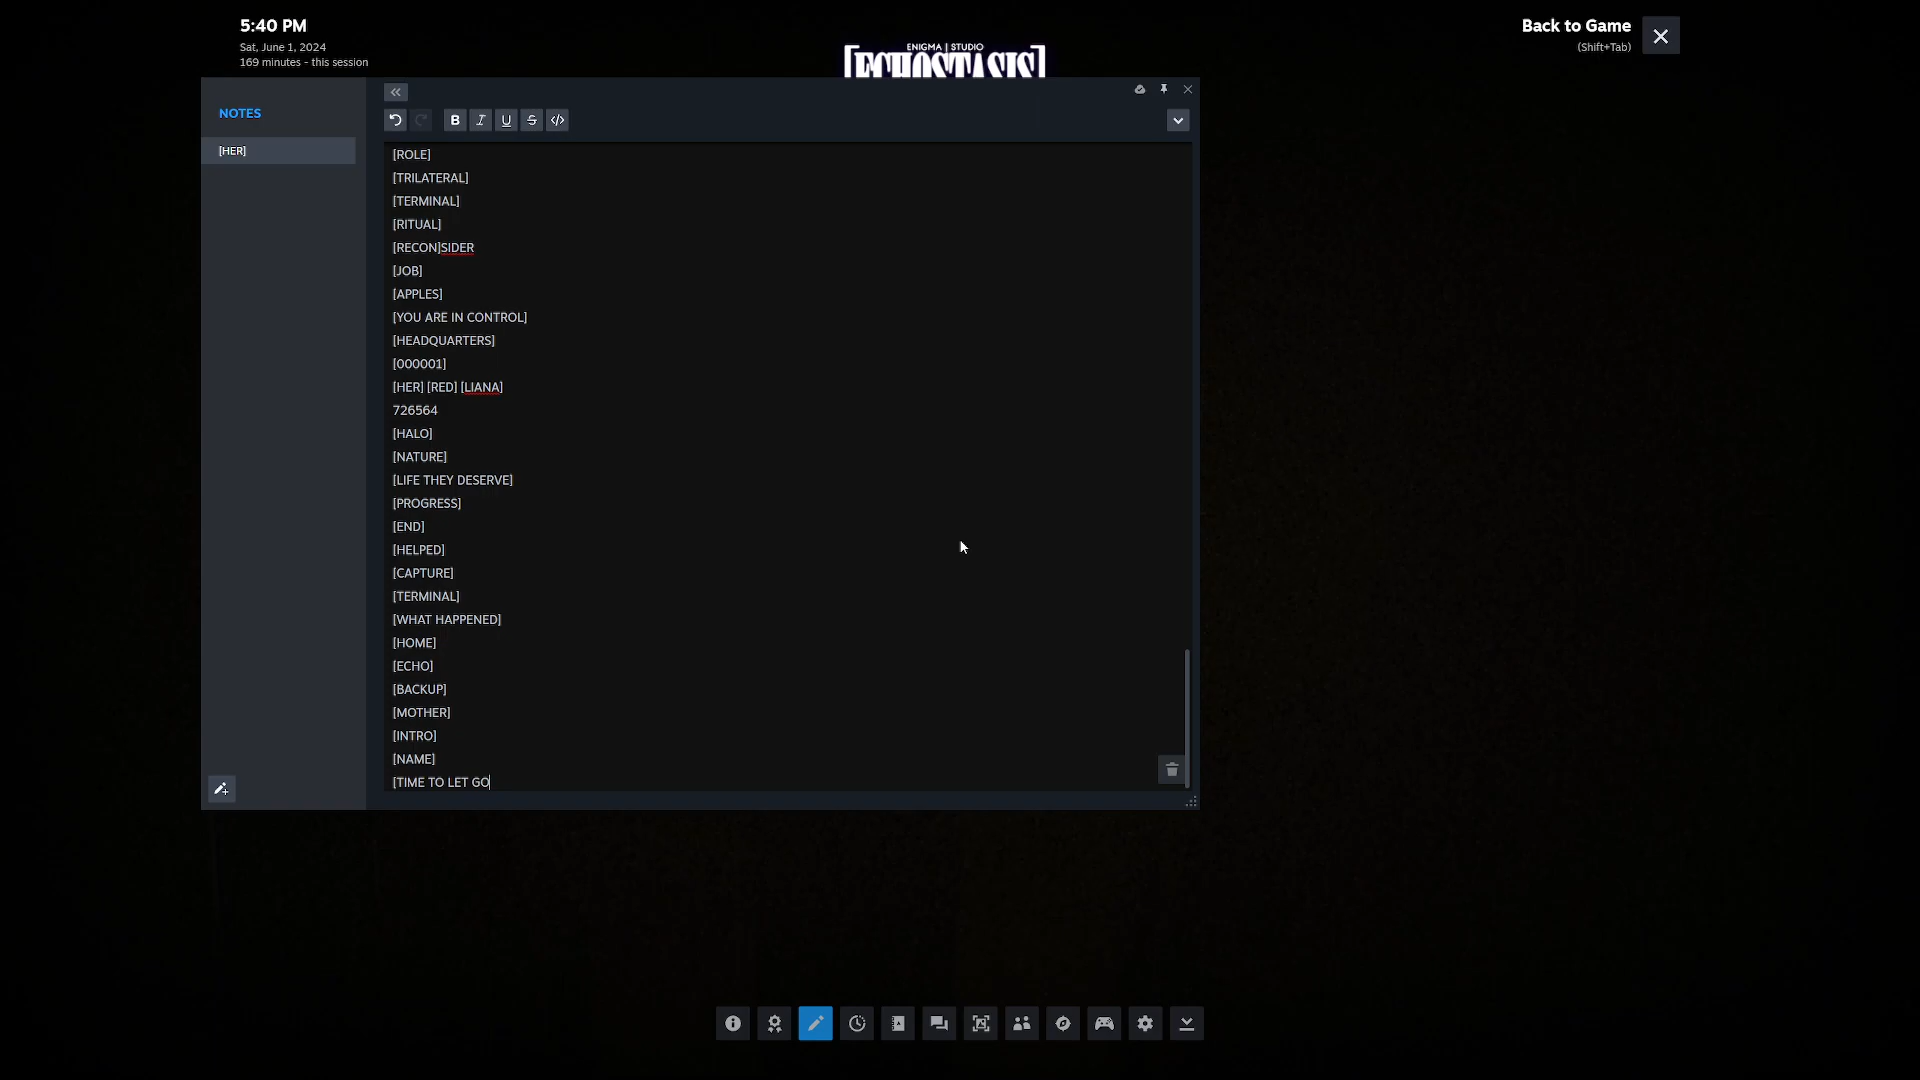 5:40 PM
Sat, June 1, 2024
169 minutes - this session
ENIGMA | STUDIO
[ECHOSTASIS]
Back to Game
(Shift+Tab)
NOTES
[HER]
[ROLE]
[TRILATERAL]
[TERMINAL]
[RITUAL]
[RECON]SIDER
[JOB]
[APPLES]
[YOU ARE IN CONTROL]
[HEADQUARTERS]
[000001]
[HER] [RED] [LIANA]
726564
[HALO]
[NATURE]
[LIFE THEY DESERVE]
[PROGRESS]
[END]
[HELPED]
[CAPTURE]
[TERMINAL]
[WHAT HAPPENED]
[HOME]
[ECHO]
[BACKUP]
[MOTHER]
[INTRO]
[NAME]
[TIME TO LET GO